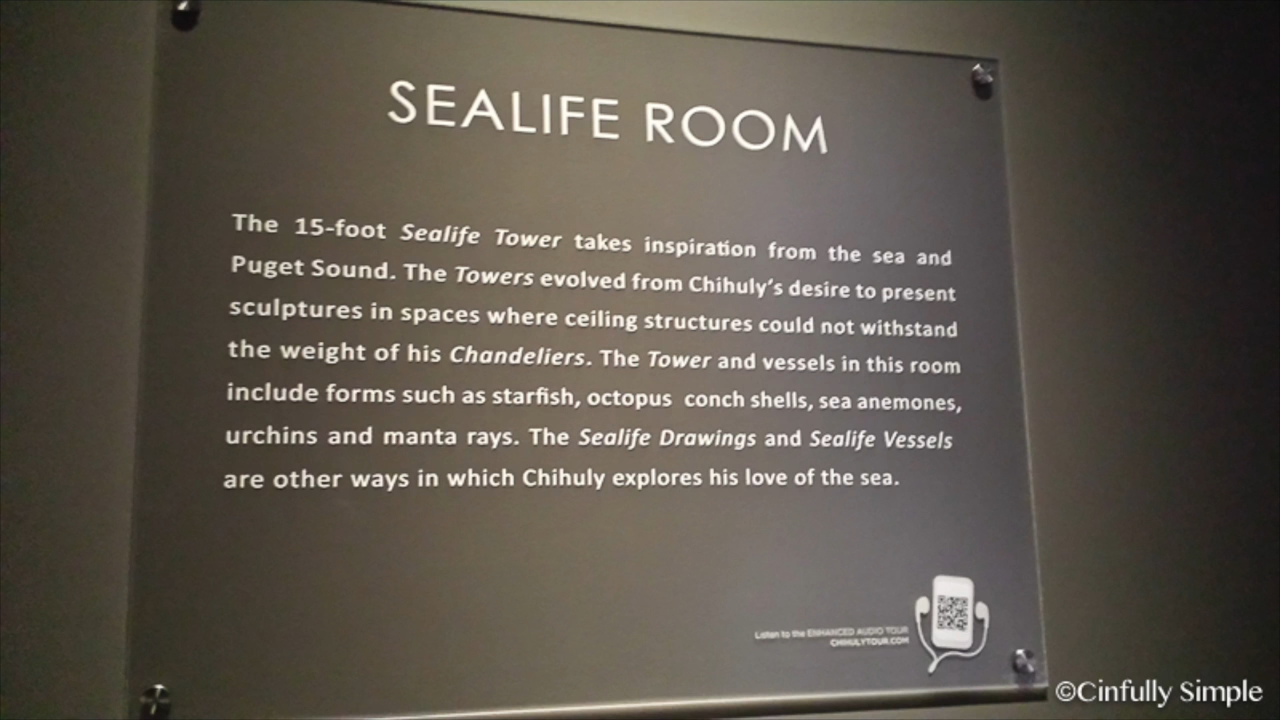 SEALIFE ROOM
The 15-foot Sealife Tower takes inspiration from the sea and
Puget Sound. The Towers evolved from Chihuly's desire to present
sculptures in spaces where ceiling structures could not withstand
the weight of his Chandeliers. The Tower and vessels in this room
include forms such as starfish, octopus conch shells, sea anemones,
urchins and manta rays. The Sealife Drawings and Sealife Vessels
are other ways in which Chihuly explores his love of the sea.
Listen to the ENHANCED AUDIO TOUR
CHIHULYTOUR.COM
©Cinfully Simple